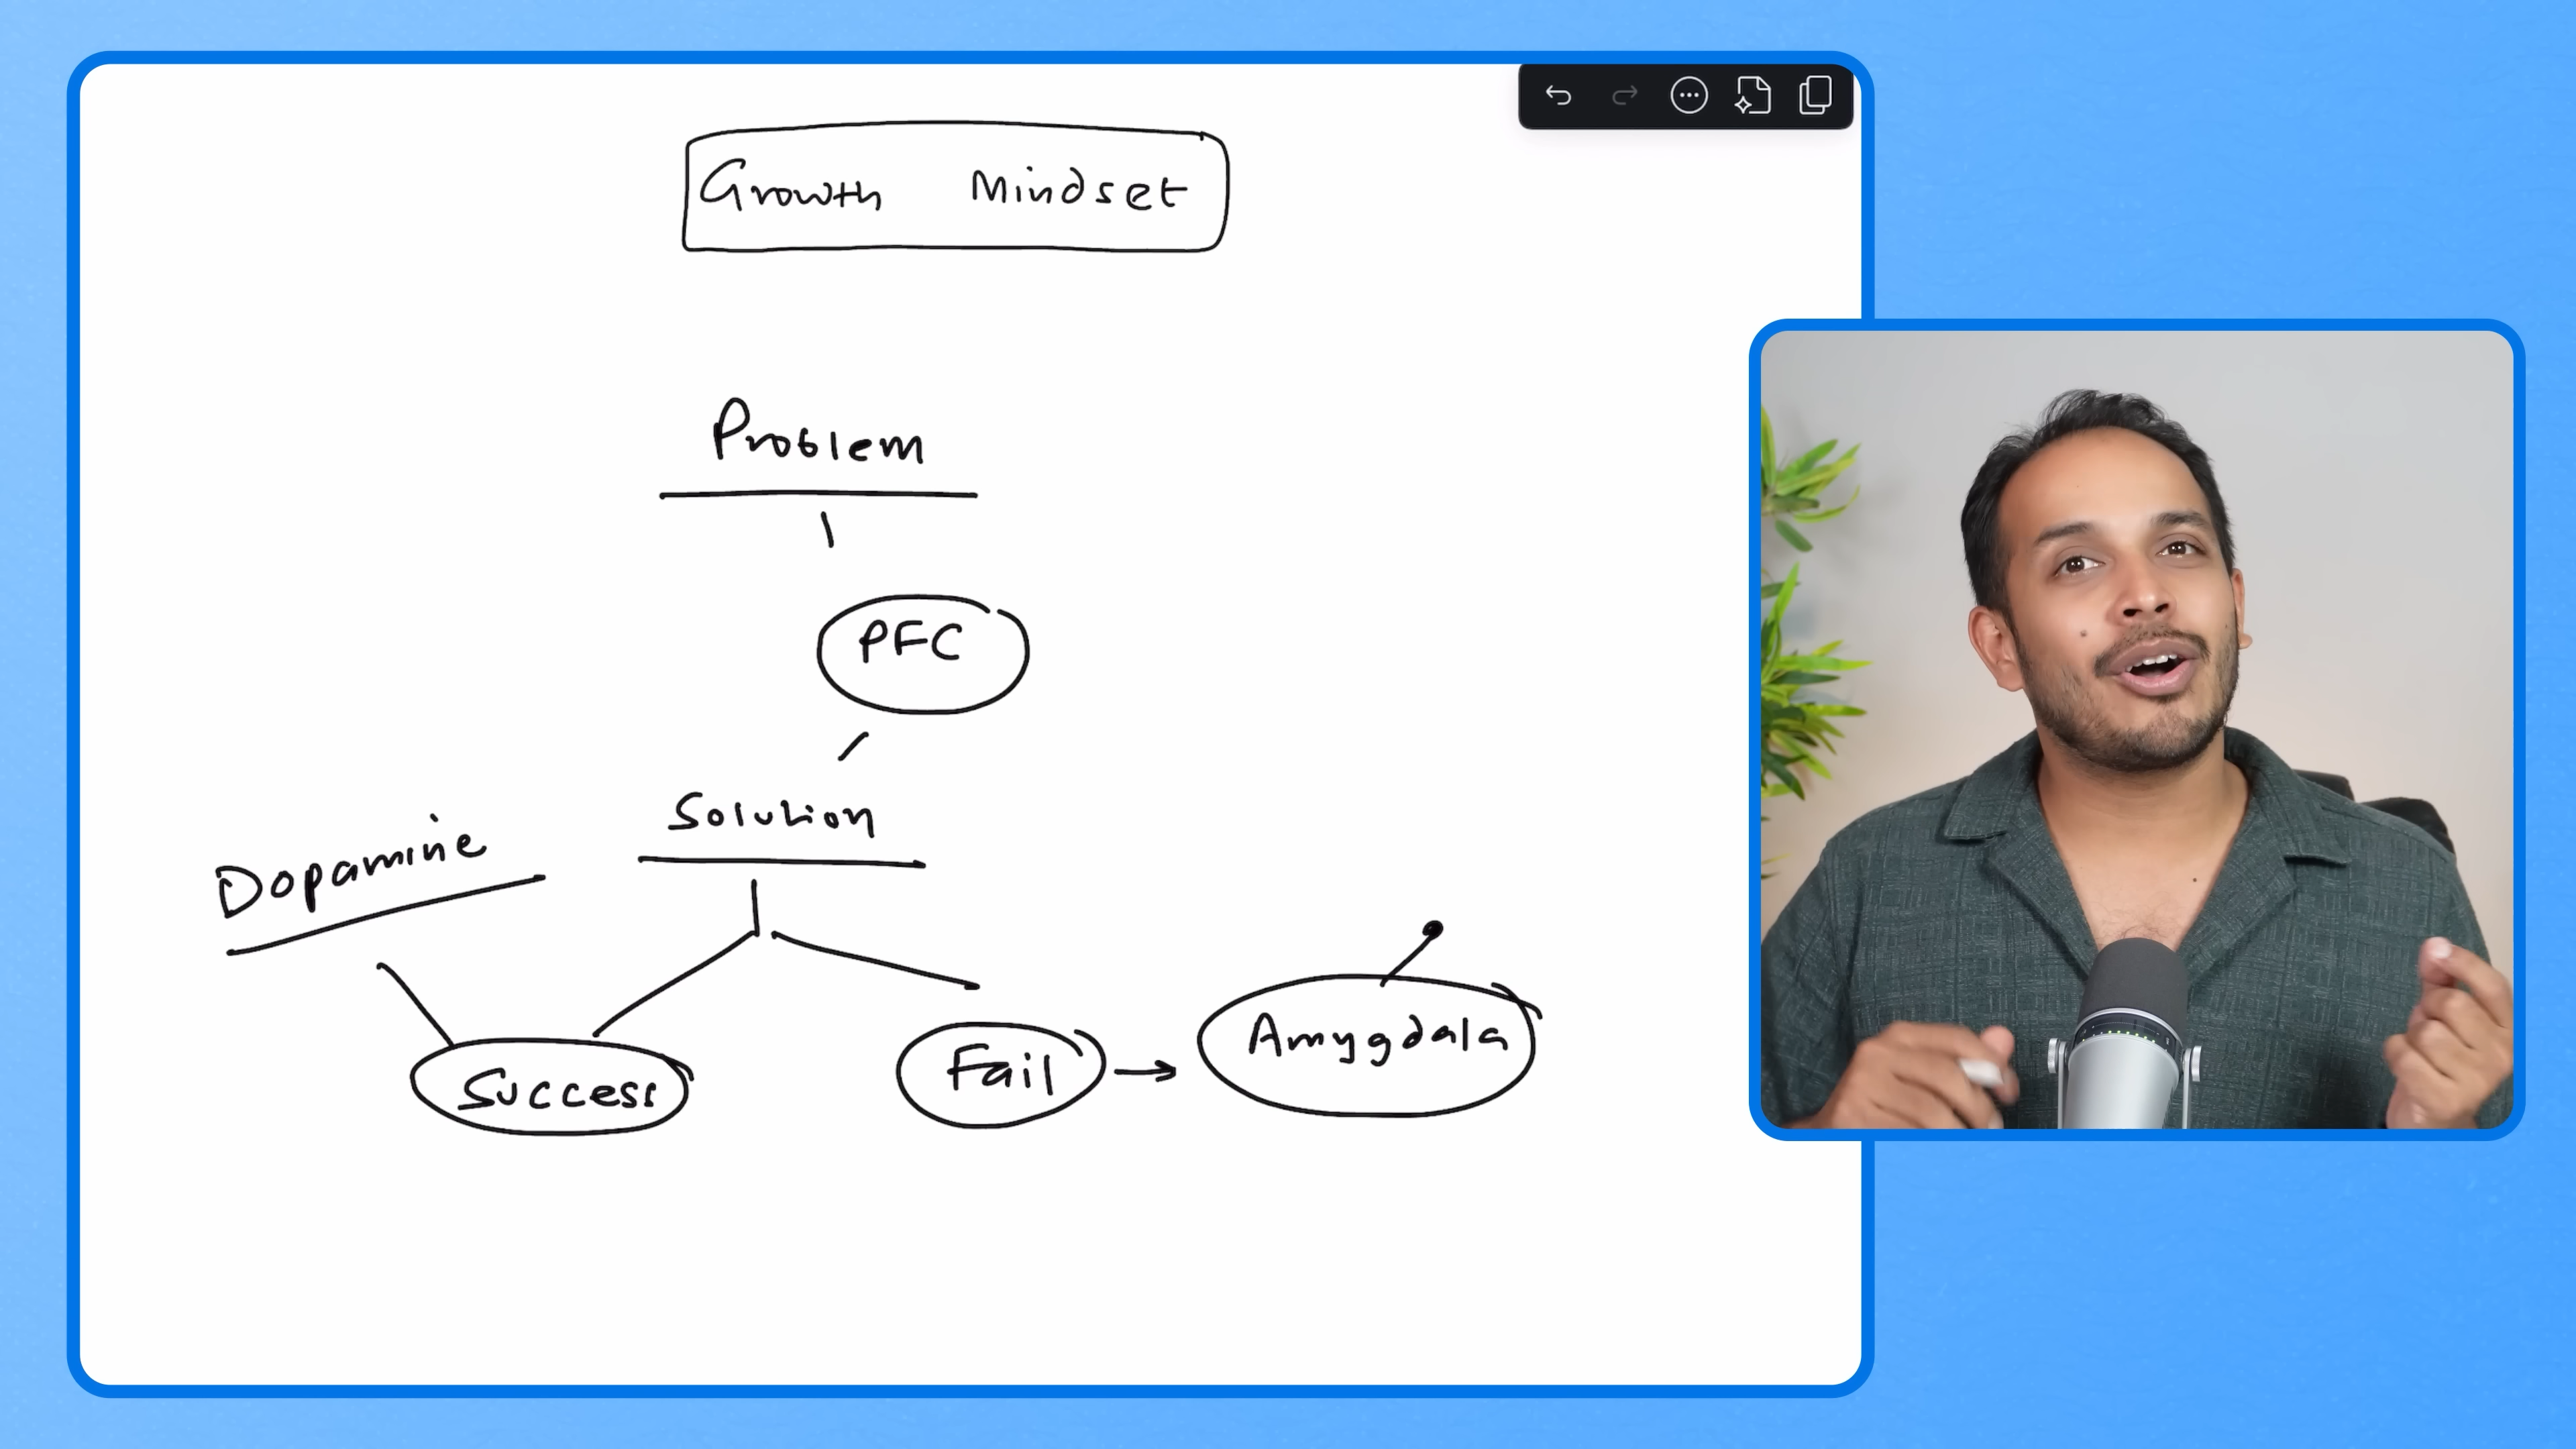 Growth Mindset
Problem
PFC
Solution
Dopamine
Success
Fail
Amygdala